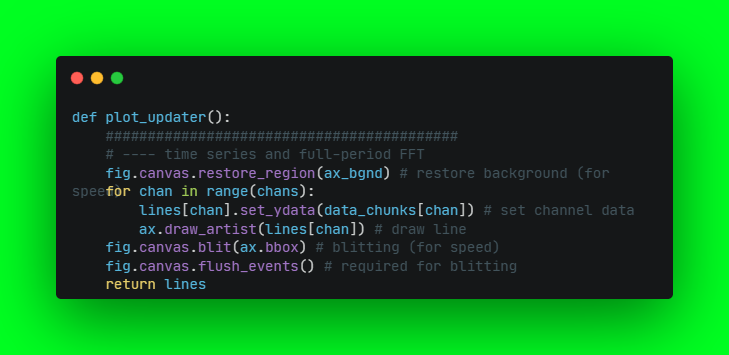 def plot_updater():
    ##########################################
    # ---- time series and full-period FFT
    fig.canvas.restore_region(ax_bgnd) # restore background (for
speed)
    for chan in range(chans):
        lines[chan].set_ydata(data_chunks[chan]) # set channel data
        ax.draw_artist(lines[chan]) # draw line
    fig.canvas.blit(ax.bbox) # blitting (for speed)
    fig.canvas.flush_events() # required for blitting
    return lines